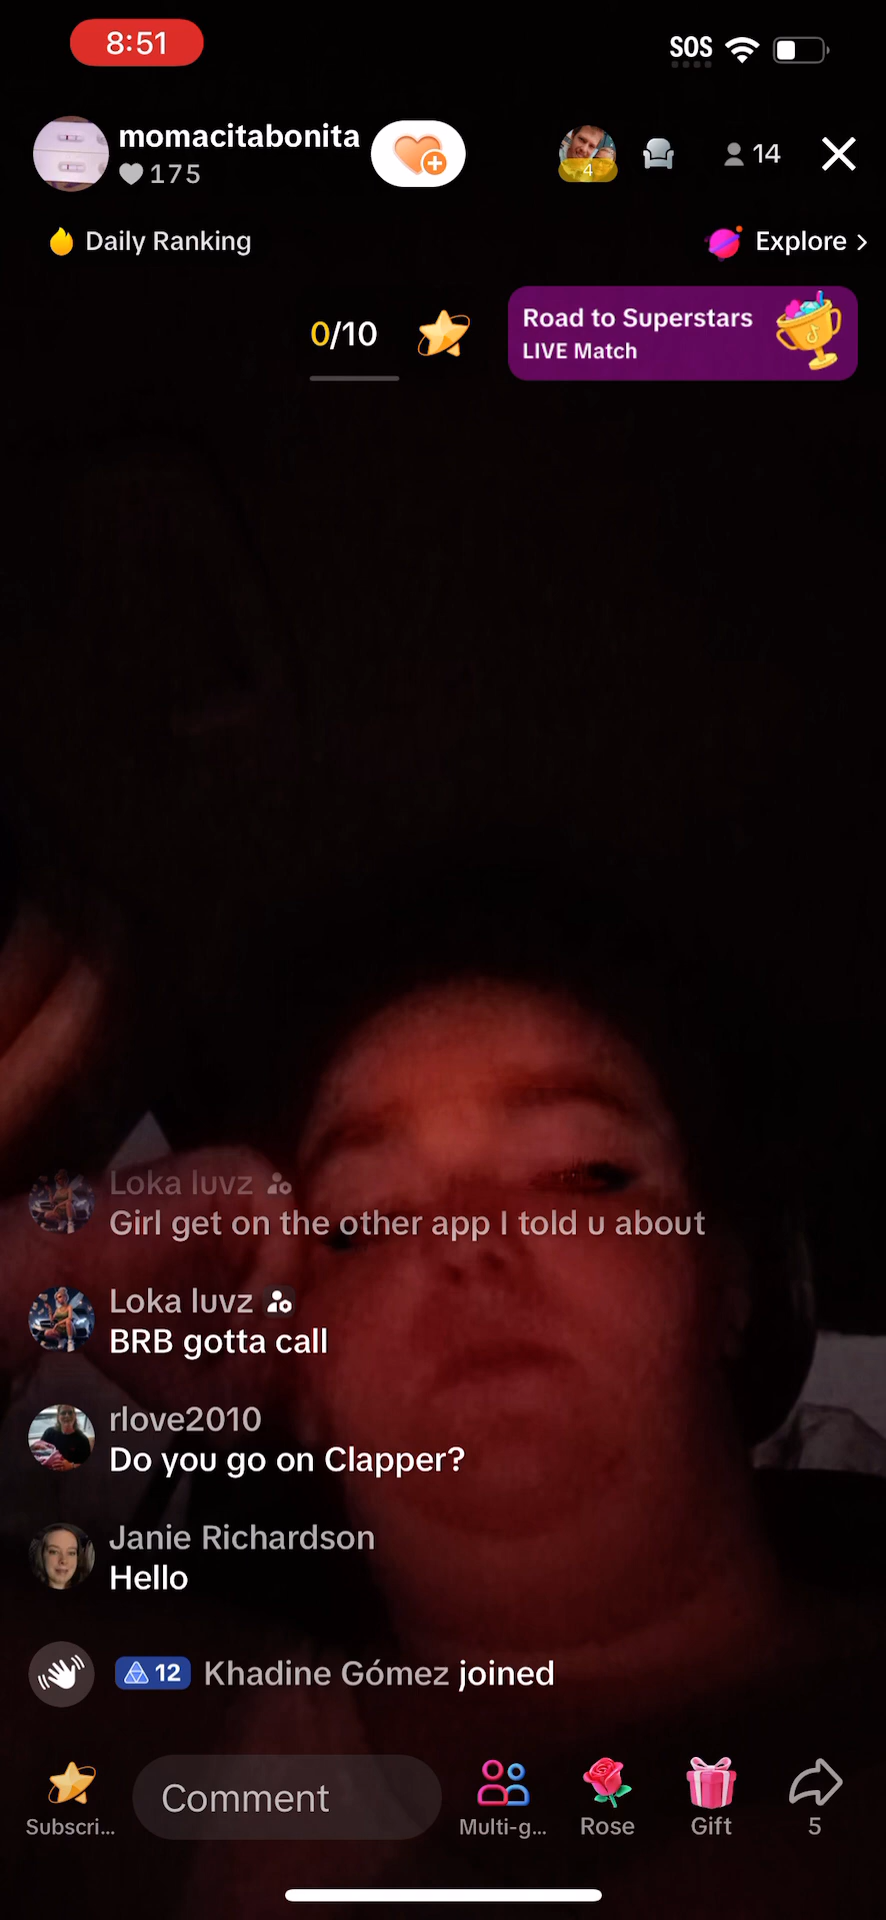 8:51
SOS
momacitabonita
175
4
14
Daily Ranking
Explore >
0/10
Road to Superstars
LIVE Match
Loka luvz
Girl get on the other app I told u about
Loka luvz
BRB gotta call
rlove2010
Do you go on Clapper?
Janie Richardson
Hello
12 Khadine Gómez joined
Subscri...
Comment
Multi-g...
Rose
Gift
5